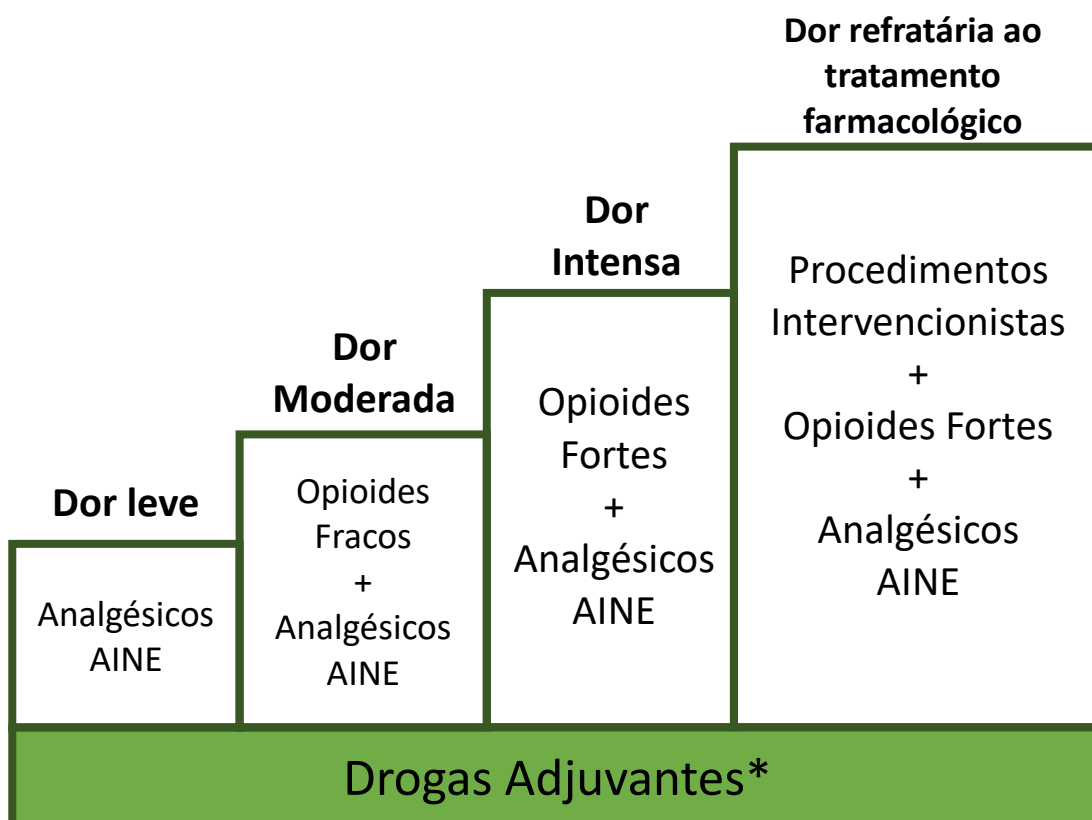 Dor leve
Analgésicos
AINE
Dor
Moderada
Opioides
Fracos
+
Analgésicos
AINE
Dor
Intensa
Opioides
Fortes
+
Analgésicos
AINE
Dor refratária ao
tratamento
farmacológico
Procedimentos
Intervencionistas
+
Opioides Fortes
+
Analgésicos
AINE
Drogas Adjuvantes*